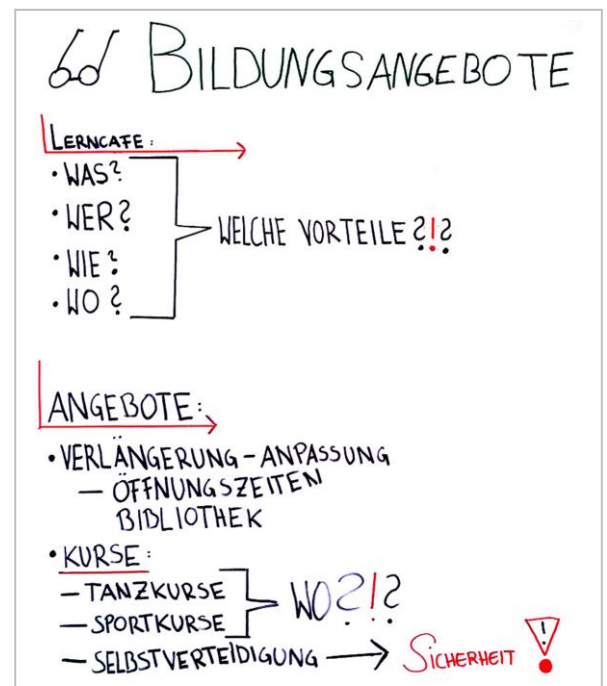 BILDUNGSANGEBOTE
LERNCAFE:
• WAS?
• WER?
• WIE?
• WO?
WELCHE VORTEILE ?!?
ANGEBOTE:
• VERLÄNGERUNG - ANPASSUNG
— ÖFFNUNGSZEITEN
BIBLIOTHEK
• KURSE:
— TANZKURSE
— SPORTKURSE
WO?!?
— SELBSTVERTEIDIGUNG → SICHERHEIT !